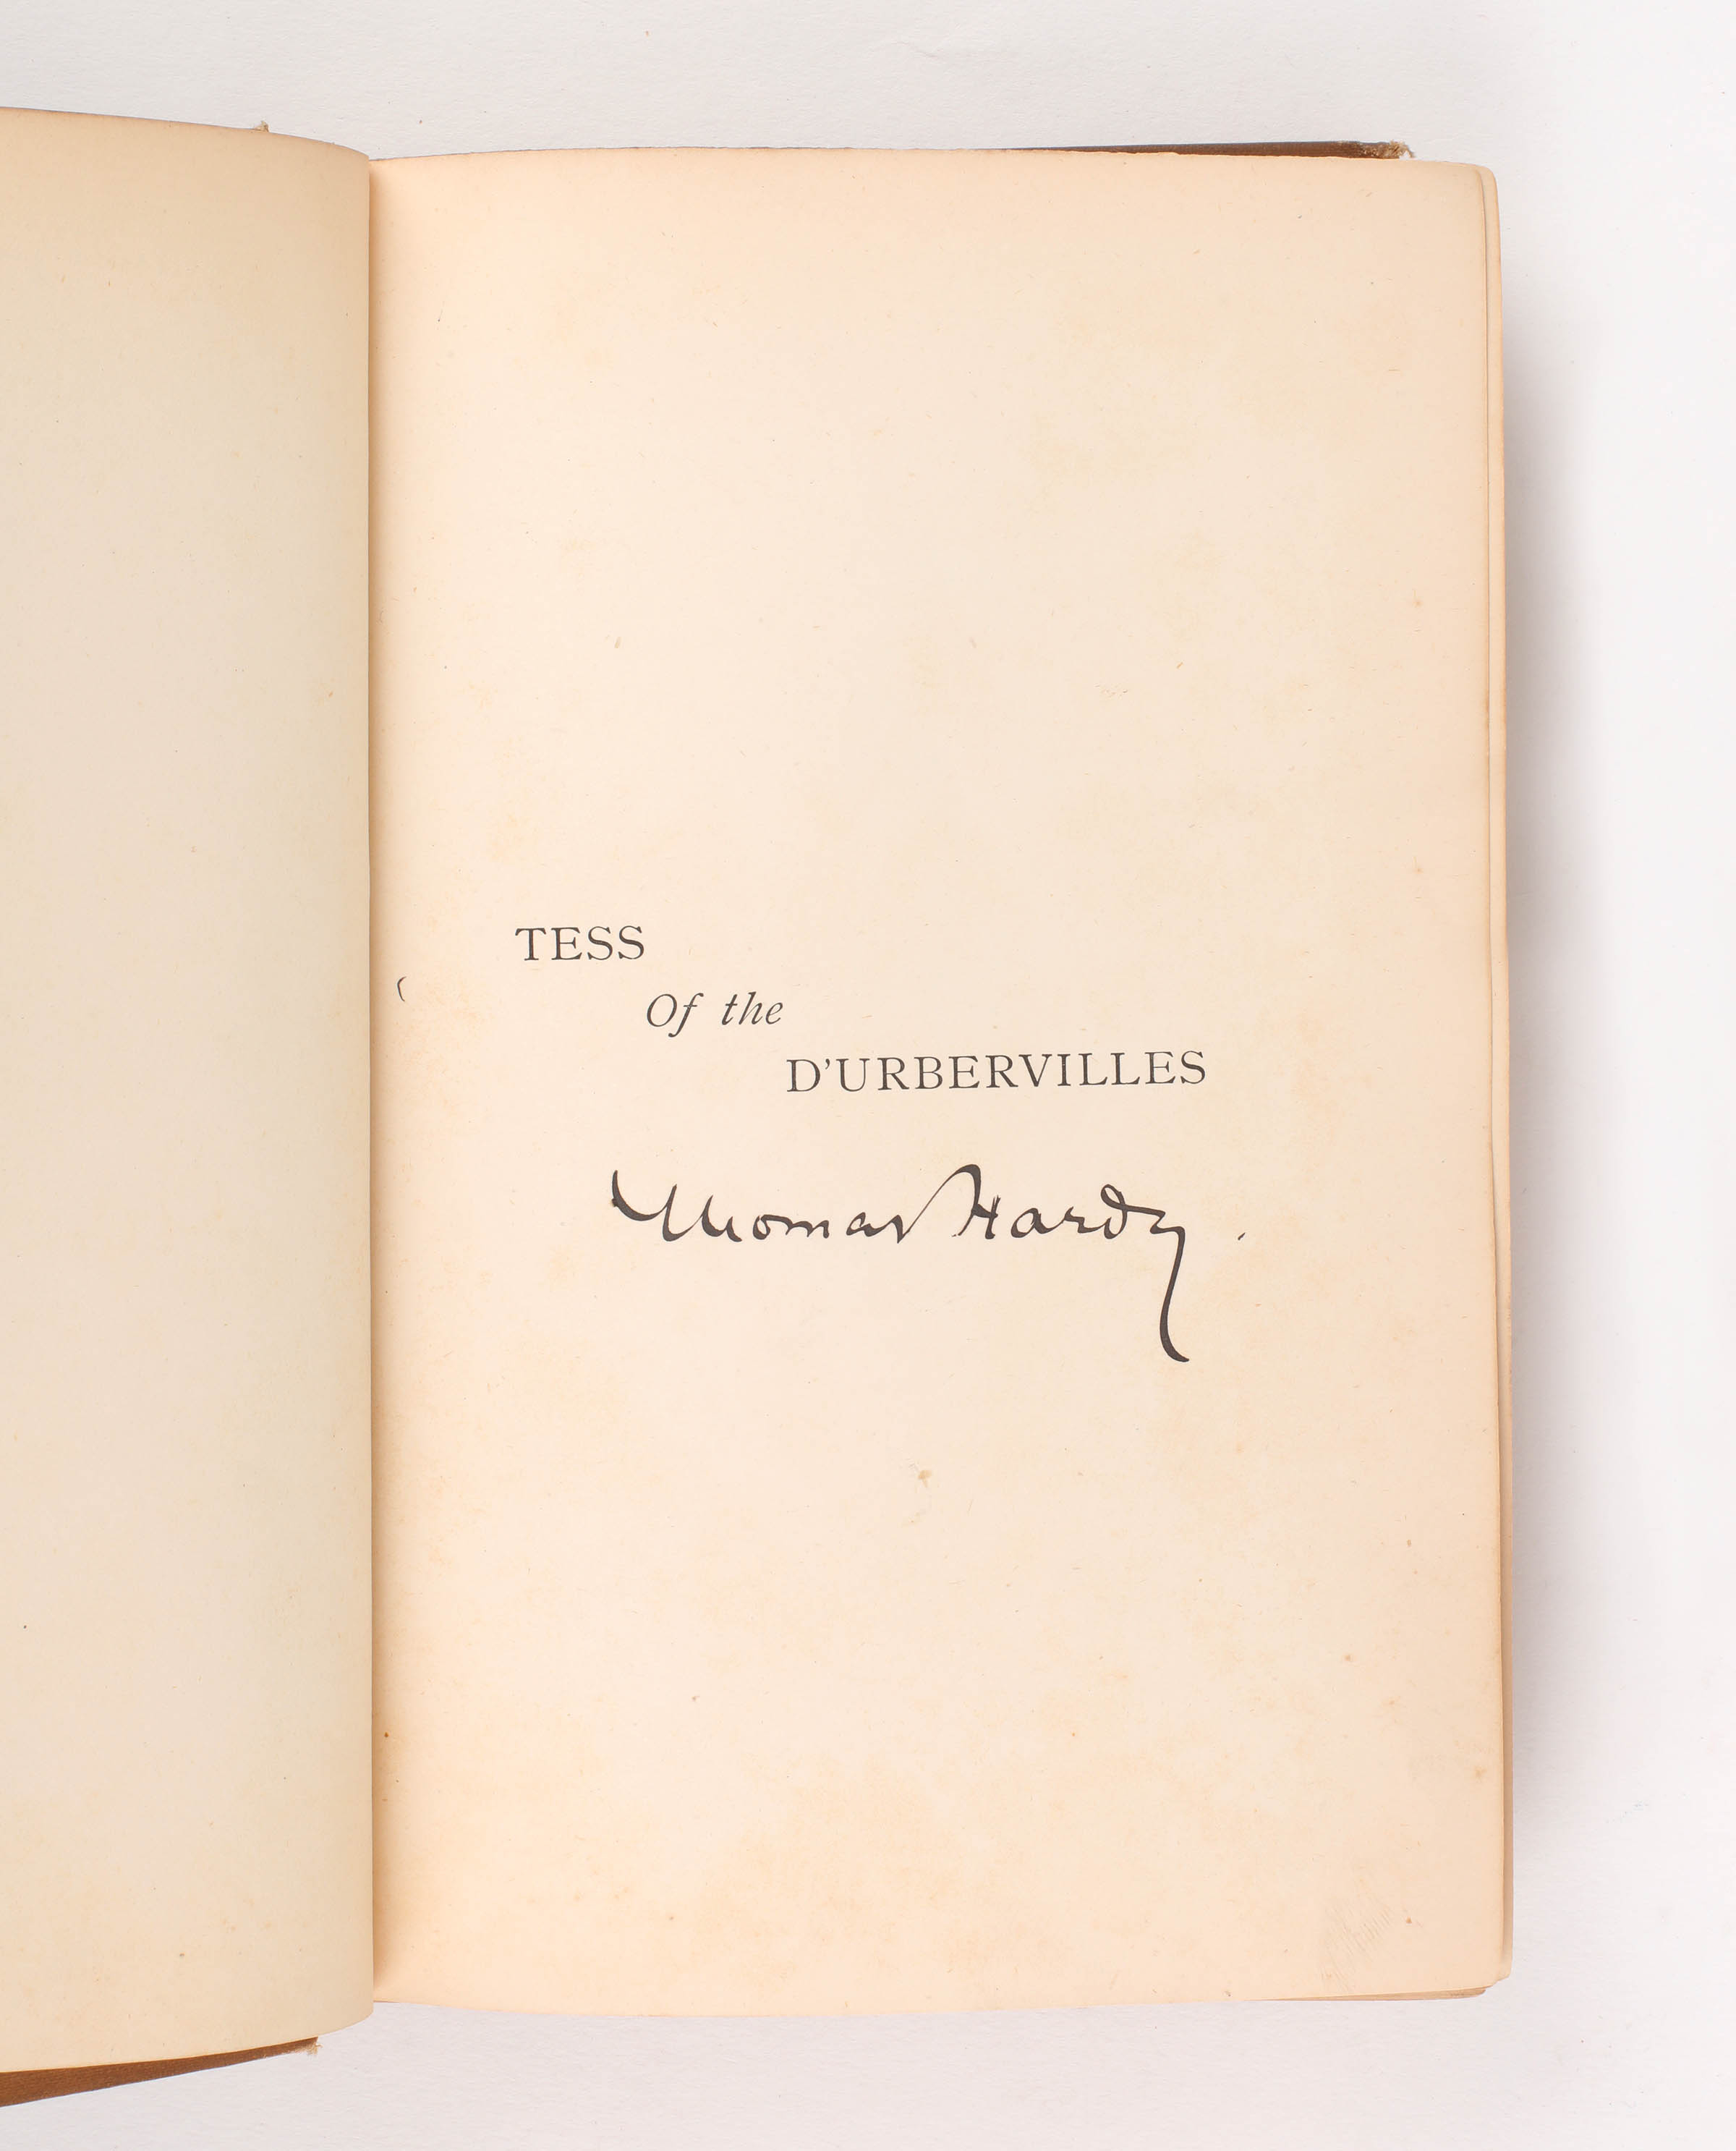 TESS
Of the
D'URBERVILLES
Thomas Hardy.